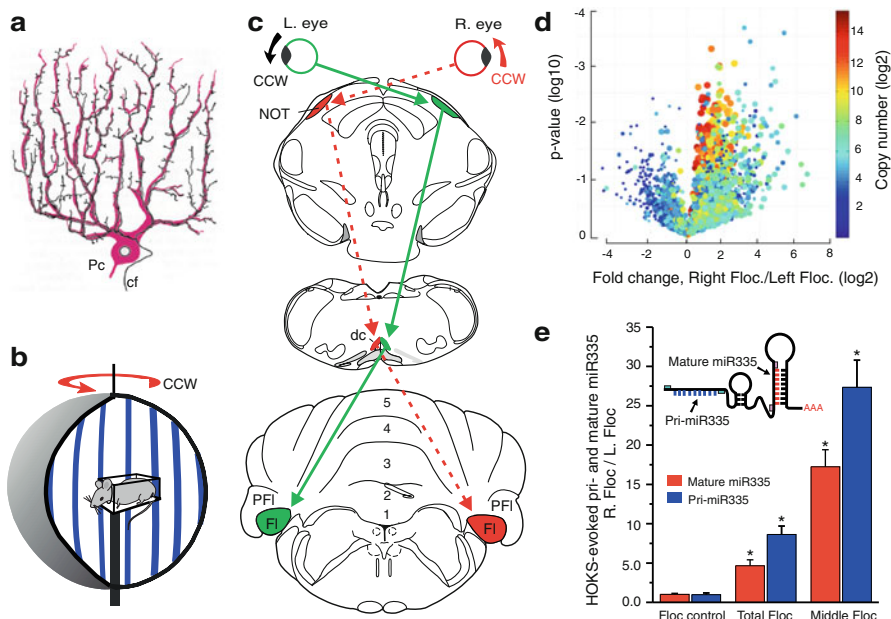 a
Pc
cf
b
CCW
c
L. eye
R. eye
CCW
CCW
NOT
dc
5
4
3
2
1
PFl
PFl
Fl
Fl
d
-4
-3
-2
-1
0
p-value (log10)
-4
-2
0
2
4
6
8
Fold change, Right Floc./Left Floc. (log2)
14
12
10
8
6
4
2
Copy number (log2)
e
35
30
25
20
15
10
5.0
0.0
HOKS-evoked pri- and mature miR335
R. Floc / L. Floc
Mature miR335
Pri-miR335
AAA
Mature miR335
Pri-miR335
*
*
*
*
Floc control
Total Floc
Middle Floc